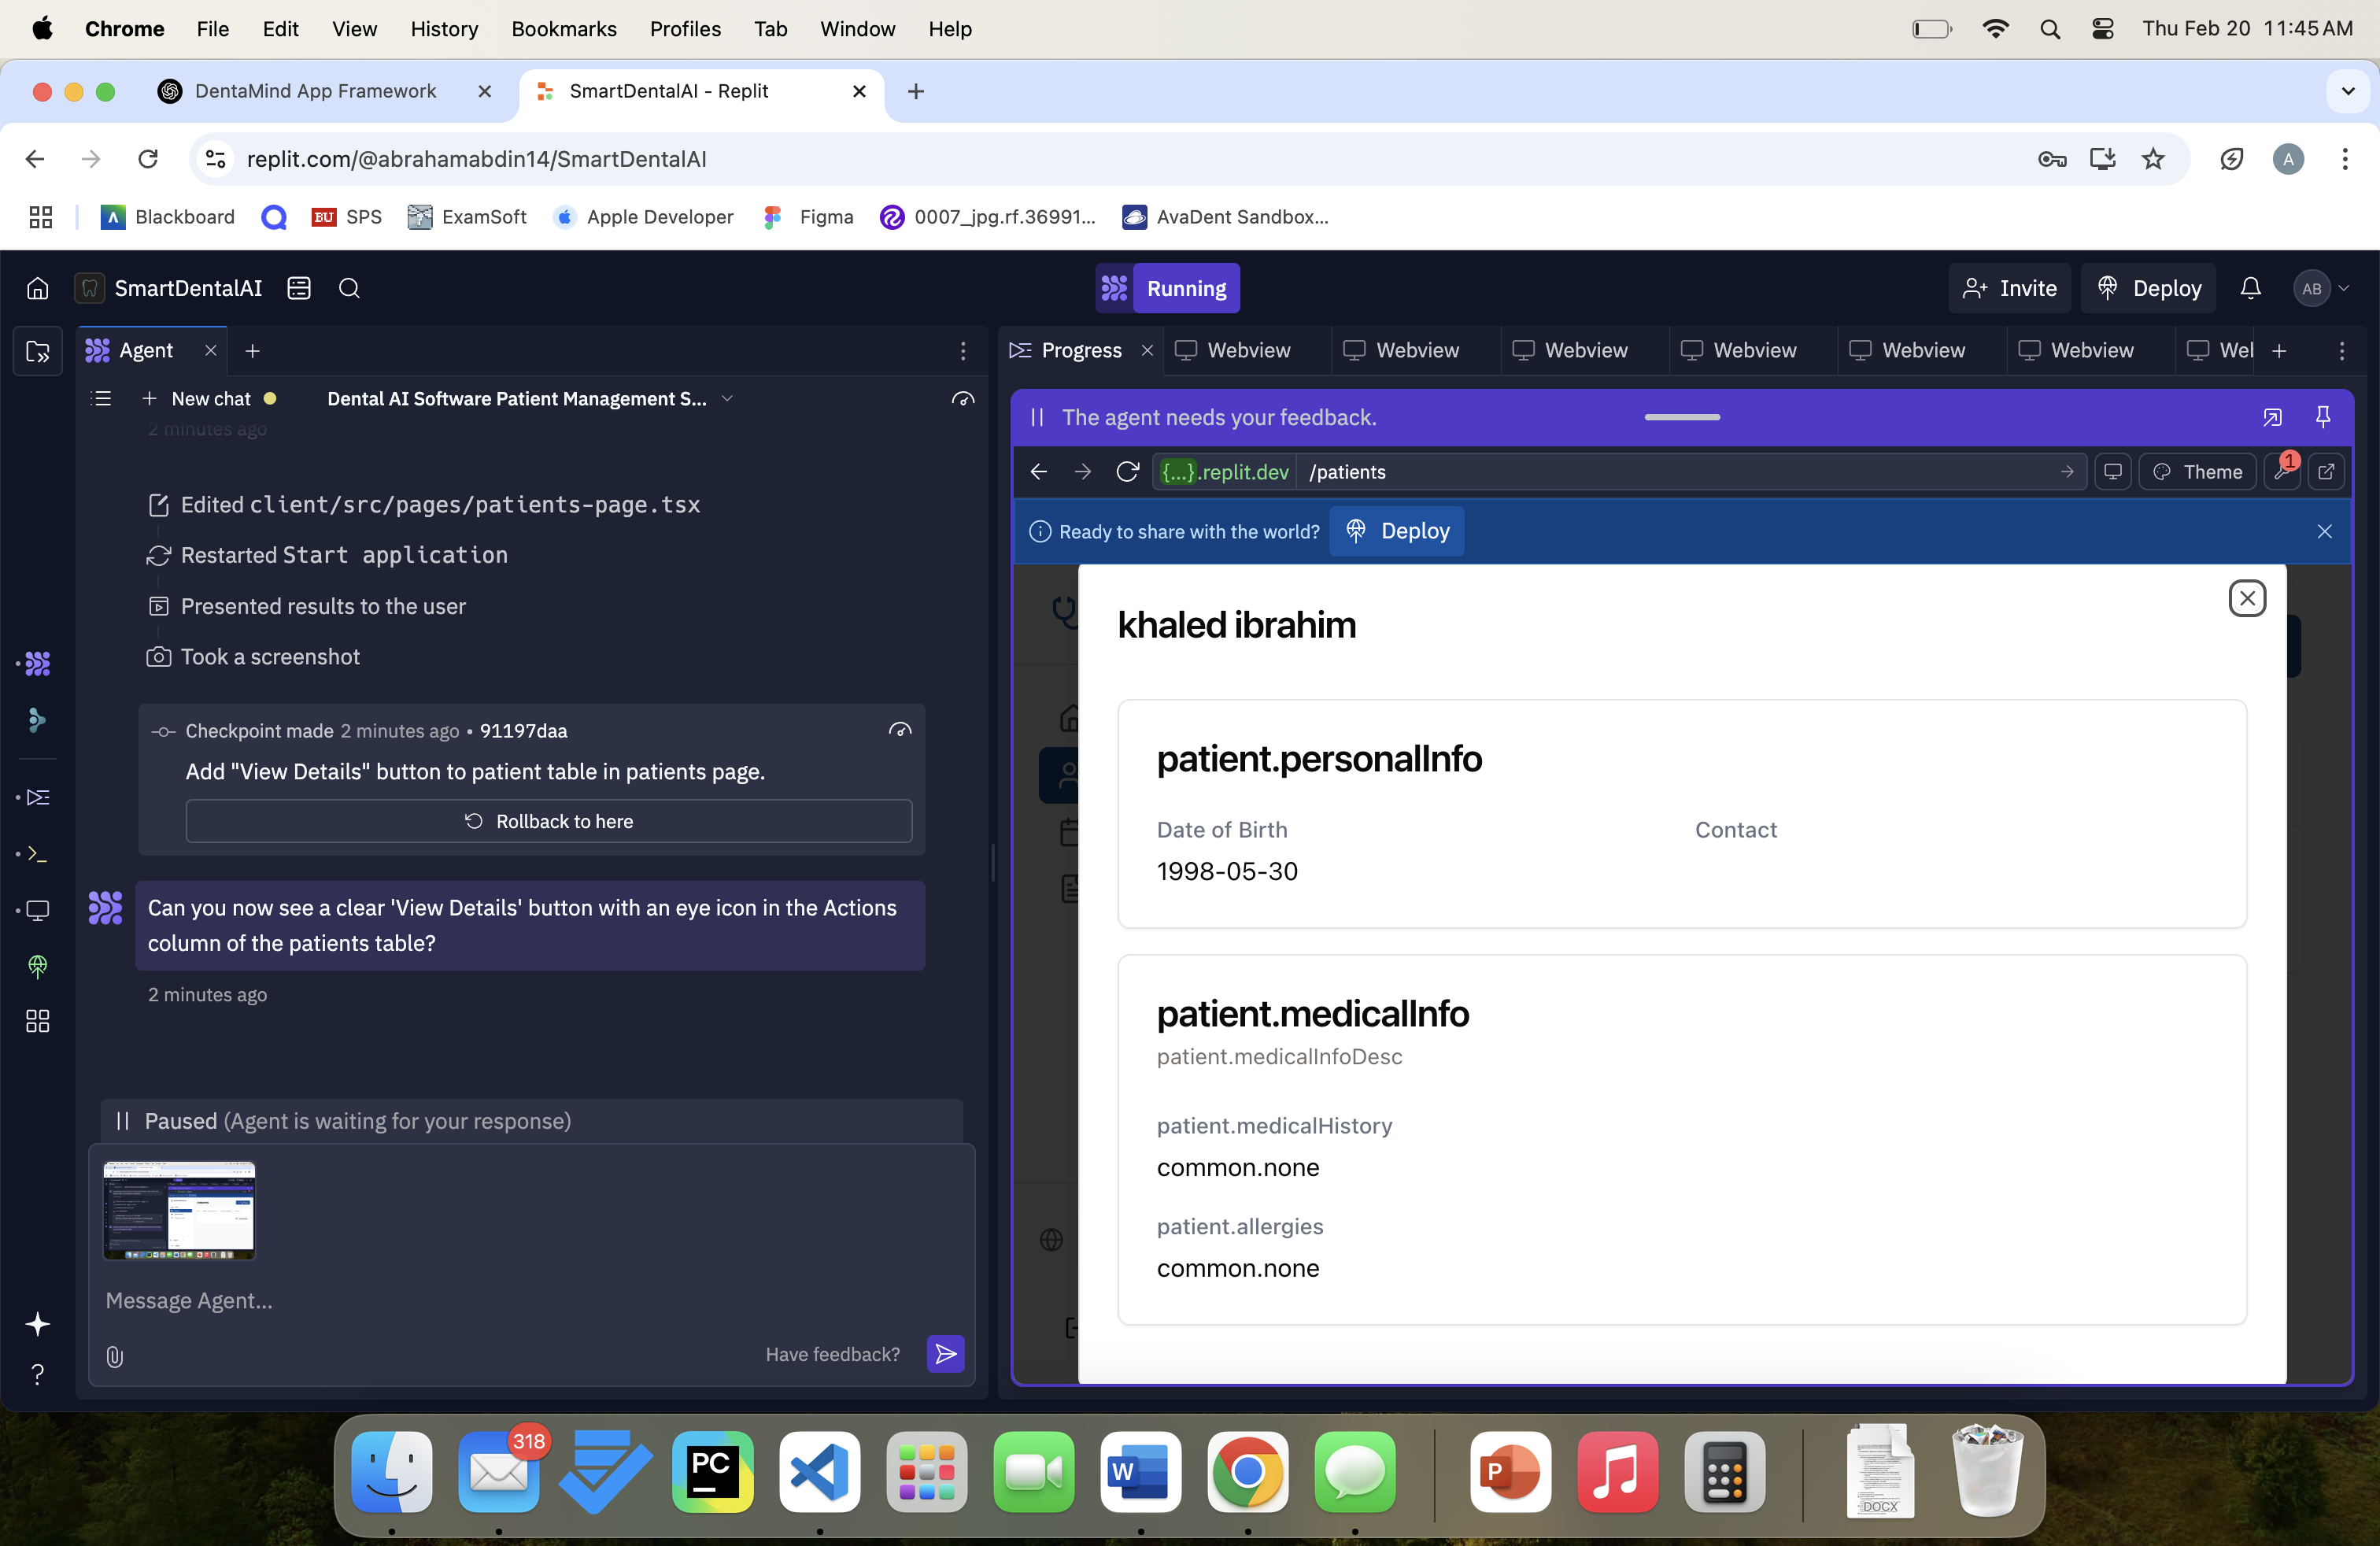 Chrome File Edit View History Bookmarks Profiles Tab Window Help Thu Feb 20 11:45 AM
DentaMind App Framework SmartDentalAI - Replit
replit.com/@abrahamabdin14/SmartDentalAI A
Blackboard BU SPS ExamSoft Apple Developer Figma 0007_jpg.rf.36991... AvaDent Sandbox...
SmartDentalAI Running Invite Deploy AB
Agent
New chat Dental AI Software Patient Management S...
2 minutes ago
Edited client/src/pages/patients-page.tsx
Restarted Start application
Presented results to the user
Took a screenshot
Checkpoint made 2 minutes ago • 91197daa
Add "View Details" button to patient table in patients page.
Rollback to here
Can you now see a clear 'View Details' button with an eye icon in the Actions
column of the patients table?
2 minutes ago
|| Paused (Agent is waiting for your response)
Message Agent...
Have feedback?
Progress Webview Webview Webview Webview Webview Webview Wel
The agent needs your feedback.
{...}.replit.dev /patients Theme 1
Ready to share with the world? Deploy
khaled ibrahim
patient.personalInfo
Date of Birth Contact
1998-05-30
patient.medicalInfo
patient.medicalInfoDesc
patient.medicalHistory
common.none
patient.allergies
common.none
318
PC
W
P
DOCX